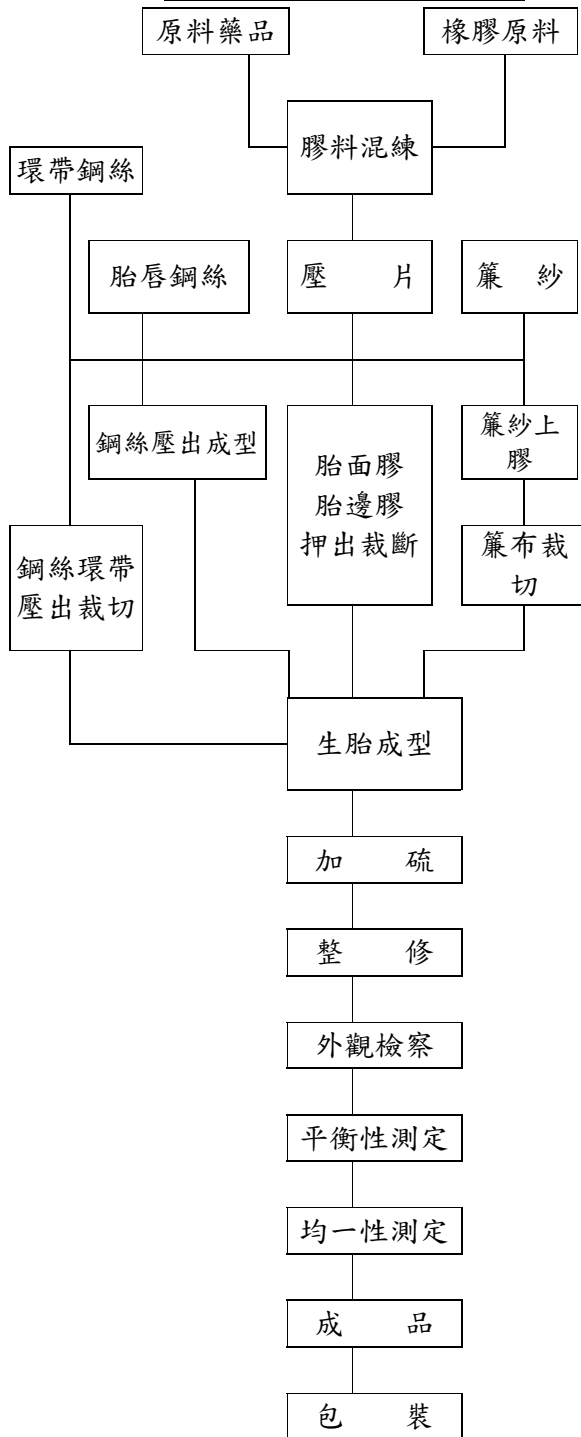 原料藥品
橡膠原料
膠料混練
環帶鋼絲
胎唇鋼絲
壓 片
簾 紗
鋼絲壓出成型
胎面膠
胎邊膠
押出裁斷
簾紗上
膠
鋼絲環帶
壓出裁切
簾布裁
切
生胎成型
加 硫
整 修
外觀檢察
平衡性測定
均一性測定
成 品
包 裝